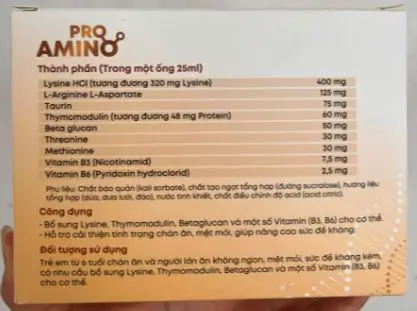 PRO
AMINO
Thành phần (Trong một ống 25ml)
Lysine HCl (tương đương 320 mg Lysine) 400 mg
L-Arginine L-Aspartate 125 mg
Taurin 75 mg
Thymomodulin (tương đương 48 mg Protein) 60 mg
Beta glucan 50 mg
Threonine 30 mg
Methionine 30 mg
Vitamin B3 (Nicotinamid) 7,5 mg
Vitamin B6 (Pyridoxin hydroclorid) 2,5 mg
Phụ liệu: Chất bảo quản (kali sorbate), chất tạo ngọt tổng hợp (đường sucralose), hương liệu
tổng hợp (dứa, dưa lưới, đào), nước tinh khiết, chất điều chỉnh độ acid (acid citric).
Công dụng
- Bổ sung Lysine, Thymomodulin, Betaglucan và một số Vitamin (B3, B6) cho cơ thể.
- Hỗ trợ cải thiện tình trạng chán ăn, mệt mỏi, giúp nâng cao sức đề kháng.
Đối tượng sử dụng
Trẻ em từ 6 tuổi chán ăn và người lớn ăn không ngon, mệt mỏi, sức đề kháng kém,
có nhu cầu bổ sung Lysine, Thymomodulin, Betaglucan và một số Vitamin (B3, B6)
cho cơ thể.